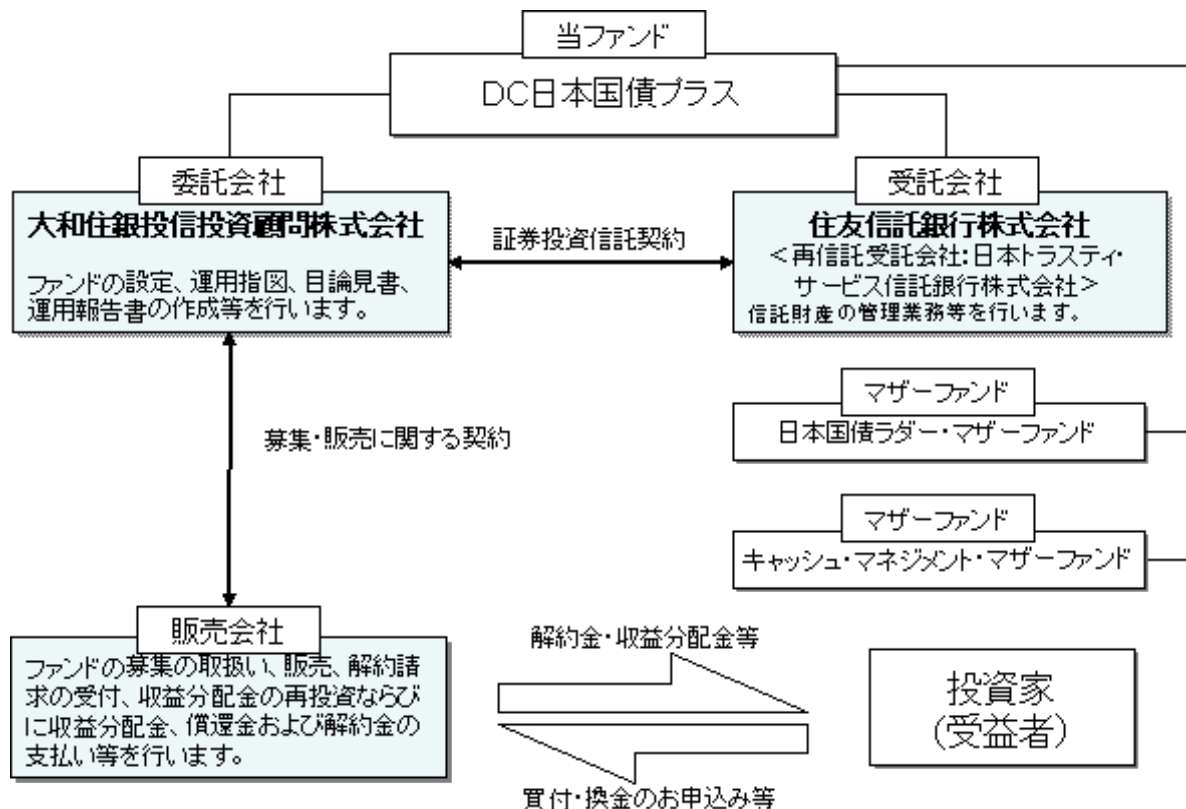 当ファンド
DC日本国債プラス
委託会社
大和住銀投信投資顧問株式会社
ファンドの設定、運用指図、目論見書、
運用報告書の作成等を行います。
証券投資信託契約
受託会社
住友信託銀行株式会社
＜再信託受託会社:日本トラスティ・
サービス信託銀行株式会社＞
信託財産の管理業務等を行います。
マザーファンド
日本国債ラダー・マザーファンド
募集・販売に関する契約
マザーファンド
キャッシュ・マネジメント・マザーファンド
販売会社
ファンドの募集の取扱い、販売、解約請
求の受付、収益分配金の再投資ならび
に収益分配金、償還金および解約金の
支払い等を行います。
解約金・収益分配金等
買付・換金のお申込み等
投資家
(受益者)